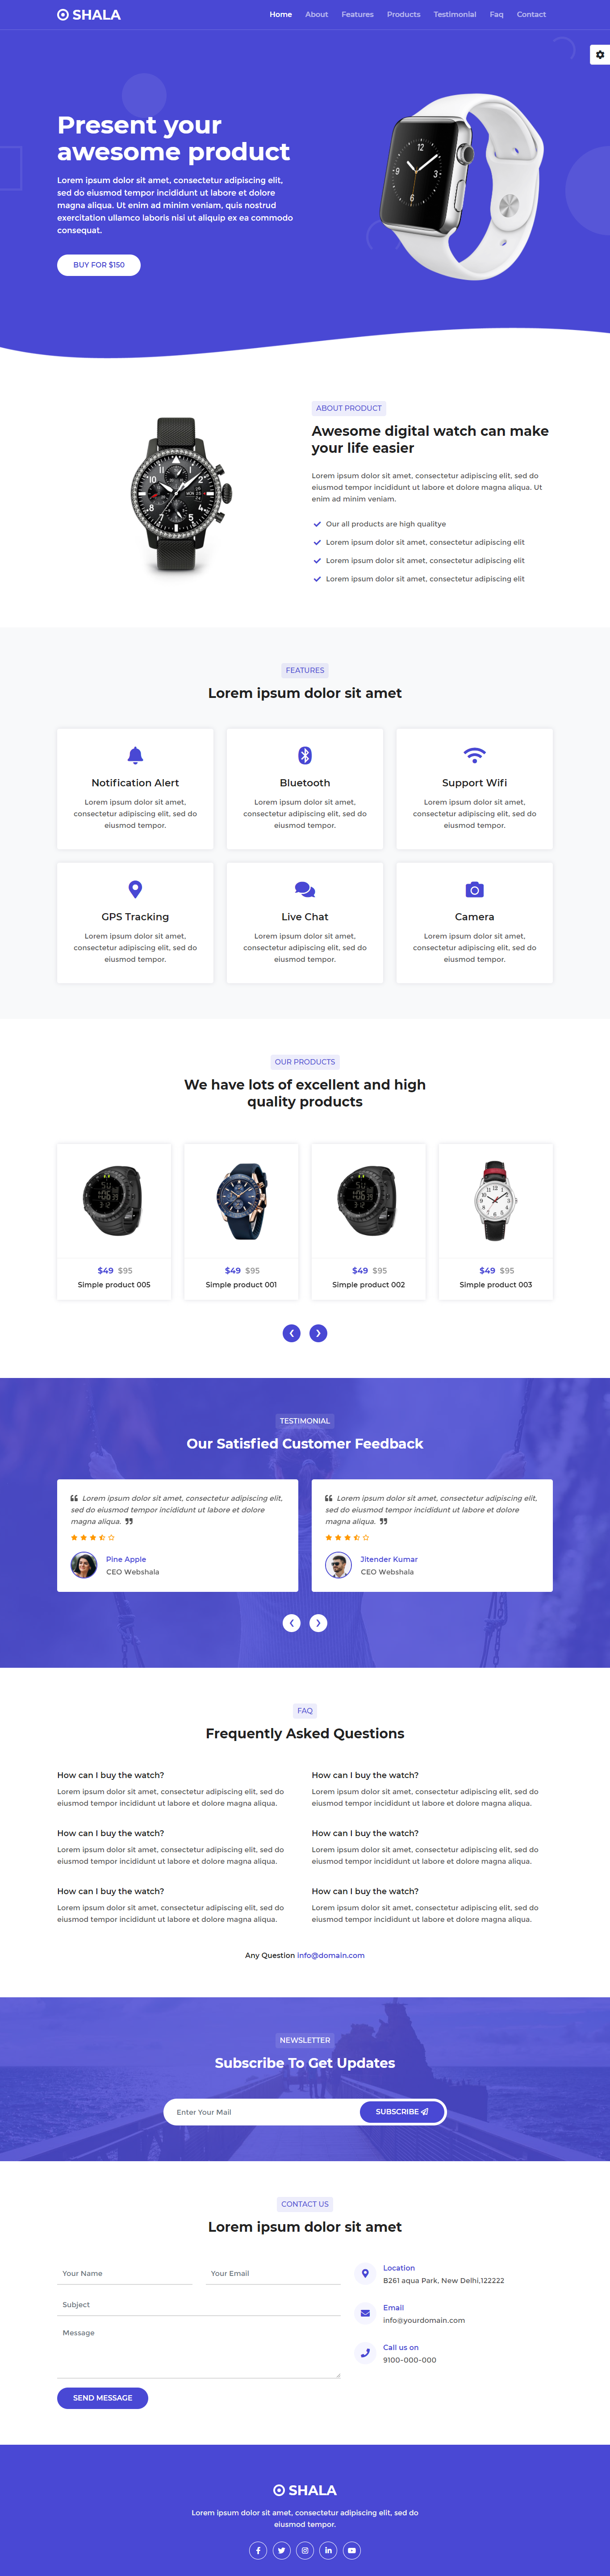 SHALA
Home About Features Products Testimonial Faq Contact
Present your
awesome product
Lorem ipsum dolor sit amet, consectetur adipiscing elit,
sed do eiusmod tempor incididunt ut labore et dolore
magna aliqua. Ut enim ad minim veniam, quis nostrud
exercitation ullamco laboris nisi ut aliquip ex ea commodo
consequat.
BUY FOR $150
12
3
6
9
ABOUT PRODUCT
Awesome digital watch can make
your life easier
Lorem ipsum dolor sit amet, consectetur adipiscing elit, sed do
eiusmod tempor incididunt ut labore et dolore magna aliqua. Ut
enim ad minim veniam.
Our all products are high qualitye
Lorem ipsum dolor sit amet, consectetur adipiscing elit
Lorem ipsum dolor sit amet, consectetur adipiscing elit
Lorem ipsum dolor sit amet, consectetur adipiscing elit
FEATURES
Lorem ipsum dolor sit amet
Notification Alert
Lorem ipsum dolor sit amet,
consectetur adipiscing elit, sed do
eiusmod tempor.
Bluetooth
Lorem ipsum dolor sit amet,
consectetur adipiscing elit, sed do
eiusmod tempor.
Support Wifi
Lorem ipsum dolor sit amet,
consectetur adipiscing elit, sed do
eiusmod tempor.
GPS Tracking
Lorem ipsum dolor sit amet,
consectetur adipiscing elit, sed do
eiusmod tempor.
Live Chat
Lorem ipsum dolor sit amet,
consectetur adipiscing elit, sed do
eiusmod tempor.
Camera
Lorem ipsum dolor sit amet,
consectetur adipiscing elit, sed do
eiusmod tempor.
OUR PRODUCTS
We have lots of excellent and high
quality products
$49 $95
Simple product 005
$49 $95
Simple product 001
$49 $95
Simple product 002
$49 $95
Simple product 003
TESTIMONIAL
Our Satisfied Customer Feedback
Lorem ipsum dolor sit amet, consectetur adipiscing elit,
sed do eiusmod tempor incididunt ut labore et dolore
magna aliqua.
Pine Apple
CEO Webshala
Lorem ipsum dolor sit amet, consectetur adipiscing elit,
sed do eiusmod tempor incididunt ut labore et dolore
magna aliqua.
Jitender Kumar
CEO Webshala
FAQ
Frequently Asked Questions
How can I buy the watch?
Lorem ipsum dolor sit amet, consectetur adipiscing elit, sed do
eiusmod tempor incididunt ut labore et dolore magna aliqua.
How can I buy the watch?
Lorem ipsum dolor sit amet, consectetur adipiscing elit, sed do
eiusmod tempor incididunt ut labore et dolore magna aliqua.
How can I buy the watch?
Lorem ipsum dolor sit amet, consectetur adipiscing elit, sed do
eiusmod tempor incididunt ut labore et dolore magna aliqua.
How can I buy the watch?
Lorem ipsum dolor sit amet, consectetur adipiscing elit, sed do
eiusmod tempor incididunt ut labore et dolore magna aliqua.
How can I buy the watch?
Lorem ipsum dolor sit amet, consectetur adipiscing elit, sed do
eiusmod tempor incididunt ut labore et dolore magna aliqua.
How can I buy the watch?
Lorem ipsum dolor sit amet, consectetur adipiscing elit, sed do
eiusmod tempor incididunt ut labore et dolore magna aliqua.
Any Question info@domain.com
NEWSLETTER
Subscribe To Get Updates
Enter Your Mail
SUBSCRIBE
CONTACT US
Lorem ipsum dolor sit amet
Your Name
Your Email
Subject
Message
SEND MESSAGE
Location
B261 aqua Park, New Delhi,122222
Email
info@yourdomain.com
Call us on
9100-000-000
SHALA
Lorem ipsum dolor sit amet, consectetur adipiscing elit, sed do
eiusmod tempor.